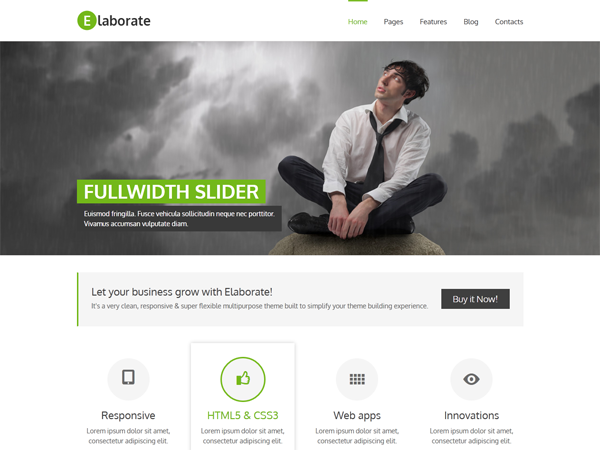 Elaborate
Home Pages Features Blog Contacts
FULLWIDTH SLIDER
Euismod fringilla. Fusce vehicula sollicitudin neque nec porttitor.
Vivamus accumsan vulputate diam.
Let your business grow with Elaborate!
It's a very clean, responsive & super flexible multipurpose theme built to simplify your theme building experience.
Buy it Now!
Responsive
Lorem ipsum dolor sit amet,
consectetur adipiscing elit.
HTML5 & CSS3
Lorem ipsum dolor sit amet,
consectetur adipiscing elit.
Web apps
Lorem ipsum dolor sit amet,
consectetur adipiscing elit.
Innovations
Lorem ipsum dolor sit amet,
consectetur adipiscing elit.